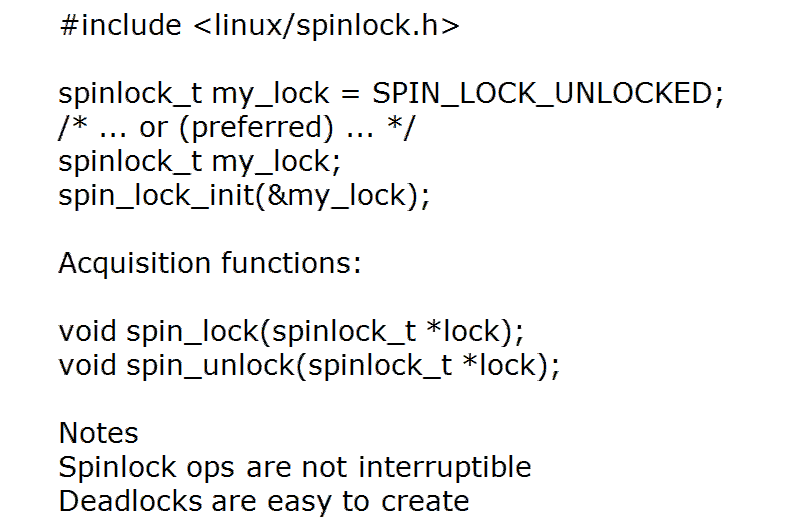 #include <linux/spinlock.h>
spinlock_t my_lock = SPIN_LOCK_UNLOCKED;
/* ... or (preferred) ... */
spinlock_t my_lock;
spin_lock_init(&my_lock);
Acquisition functions:
void spin_lock(spinlock_t *lock);
void spin_unlock(spinlock_t *lock);
Notes
Spinlock ops are not interruptible
Deadlocks are easy to create